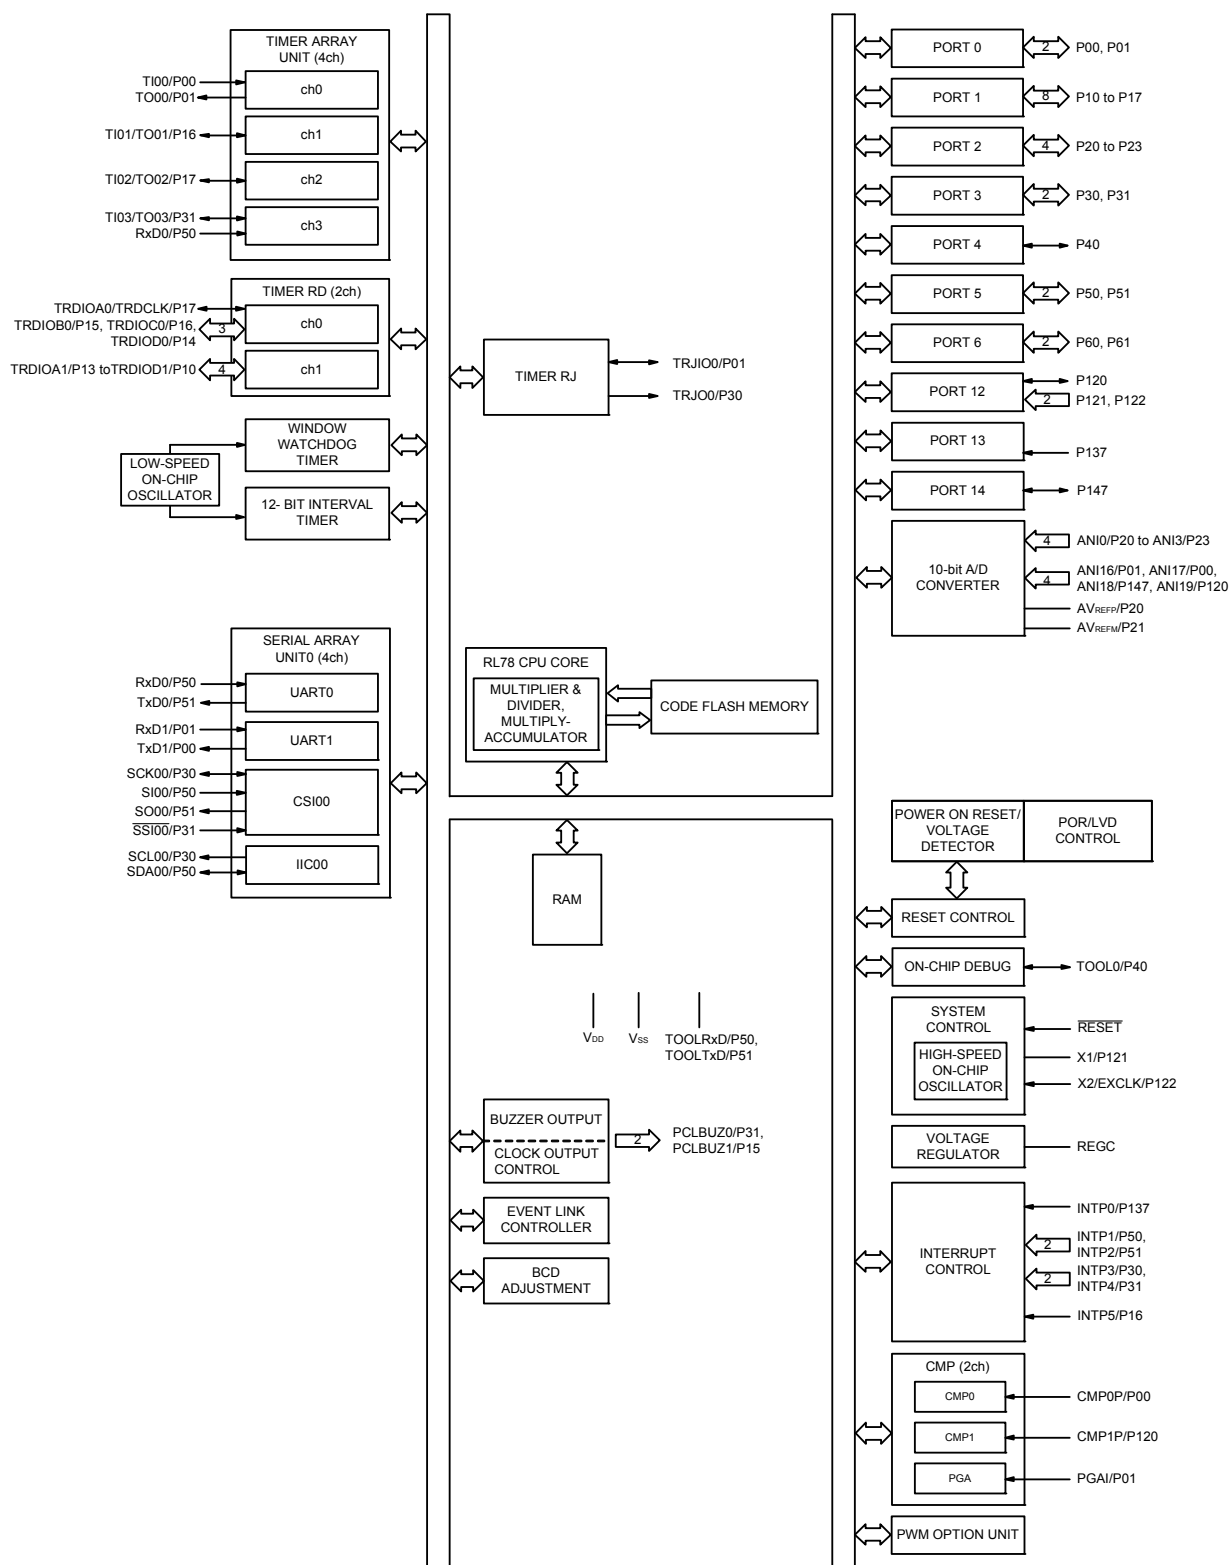 TIMER ARRAY
UNIT (4ch)
TI00/P00
TO00/P01
ch0
TI01/TO01/P16
ch1
TI02/TO02/P17
ch2
TI03/TO03/P31
RxD0/P50
ch3
TIMER RD (2ch)
TRDIOA0/TRDCLK/P17
TRDIOB0/P15, TRDIOC0/P16,
TRDIOD0/P14
3
ch0
TRDIOA1/P13 toTRDIOD1/P10
4
ch1
LOW-SPEED
ON-CHIP
OSCILLATOR
WINDOW
WATCHDOG
TIMER
12- BIT INTERVAL
TIMER
SERIAL ARRAY
UNIT0 (4ch)
RxD0/P50
TxD0/P51
UART0
RxD1/P01
TxD1/P00
UART1
SCK00/P30
SI00/P50
SO00/P51
SSI00/P31
CSI00
SCL00/P30
SDA00/P50
IIC00
TIMER RJ
TRJIO0/P01
TRJO0/P30
RL78 CPU CORE
MULTIPLIER &
DIVIDER,
MULTIPLY-
ACCUMULATOR
CODE FLASH MEMORY
RAM
VDD
VSS
TOOLRxD/P50,
TOOLTxD/P51
BUZZER OUTPUT
CLOCK OUTPUT
CONTROL
2
PCLBUZ0/P31,
PCLBUZ1/P15
EVENT LINK
CONTROLLER
BCD
ADJUSTMENT
PORT 0
2
P00, P01
PORT 1
8
P10 to P17
PORT 2
4
P20 to P23
PORT 3
2
P30, P31
PORT 4
P40
PORT 5
2
P50, P51
PORT 6
2
P60, P61
PORT 12
P120
2
P121, P122
PORT 13
P137
PORT 14
P147
10-bit A/D
CONVERTER
4
ANI0/P20 to ANI3/P23
4
ANI16/P01, ANI17/P00,
ANI18/P147, ANI19/P120
AVREFP/P20
AVREFM/P21
POWER ON RESET/
VOLTAGE
DETECTOR
POR/LVD
CONTROL
RESET CONTROL
ON-CHIP DEBUG
TOOL0/P40
SYSTEM
CONTROL
HIGH-SPEED
ON-CHIP
OSCILLATOR
RESET
X1/P121
X2/EXCLK/P122
VOLTAGE
REGULATOR
REGC
INTERRUPT
CONTROL
INTP0/P137
2
INTP1/P50,
INTP2/P51
2
INTP3/P30,
INTP4/P31
INTP5/P16
CMP (2ch)
CMP0
CMP0P/P00
CMP1
CMP1P/P120
PGA
PGAI/P01
PWM OPTION UNIT